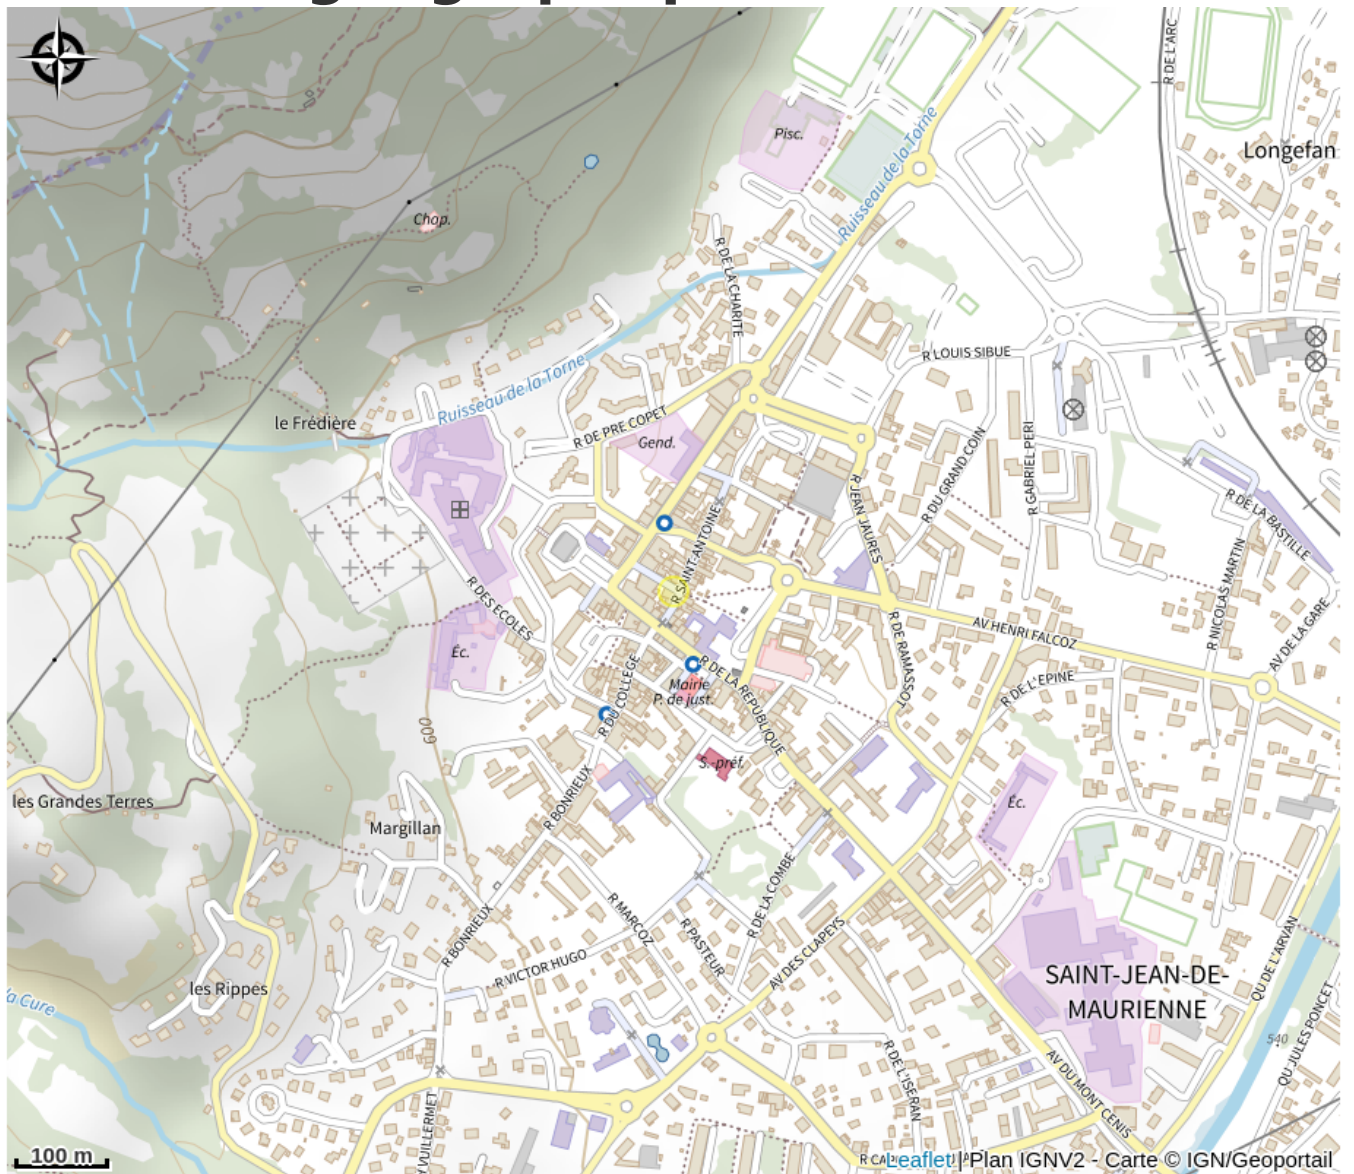 R DE L'ARC
Pisc.
Ruisseau de la Torne
Longefan
Chap.
R DE LA CHARITE
R LOUIS SIBUE
Ruisseau de la Torne
le Frédière
R DE PRE COPET
Gend.
R DU GRAND COIN
R GABRIEL PERI
R JEAN JAURES
R SAINT-ANTOINE
R DE LA BASTILLE
R NICOLAS MARTIN
R DES ECOLES
AV HENRI FALCOZ
AV DE LA GARE
R DE RAMASSOT
Éc.
R DU COLLEGE
R DE LA REPUBLIQUE
Mairie
P. de just.
R DE L'EPINE
600
S.-préf.
les Grandes Terres
Margillan
R BONRIEUX
Éc.
R DE LA COMBE
R MARCOZ
R PASTEUR
R BONRIEUX
AV DES CLAPEYS
R VICTOR HUGO
QU DE L'ARVAN
SAINT-JEAN-DE-
MAURIENNE
les Rippes
la Cure
540
QU JULES PONCET
R DE L'ISERAN
AV DU MONT CENIS
VUILLERMET
100 m
Leaflet | Plan IGNV2 - Carte © IGN/Geoportail